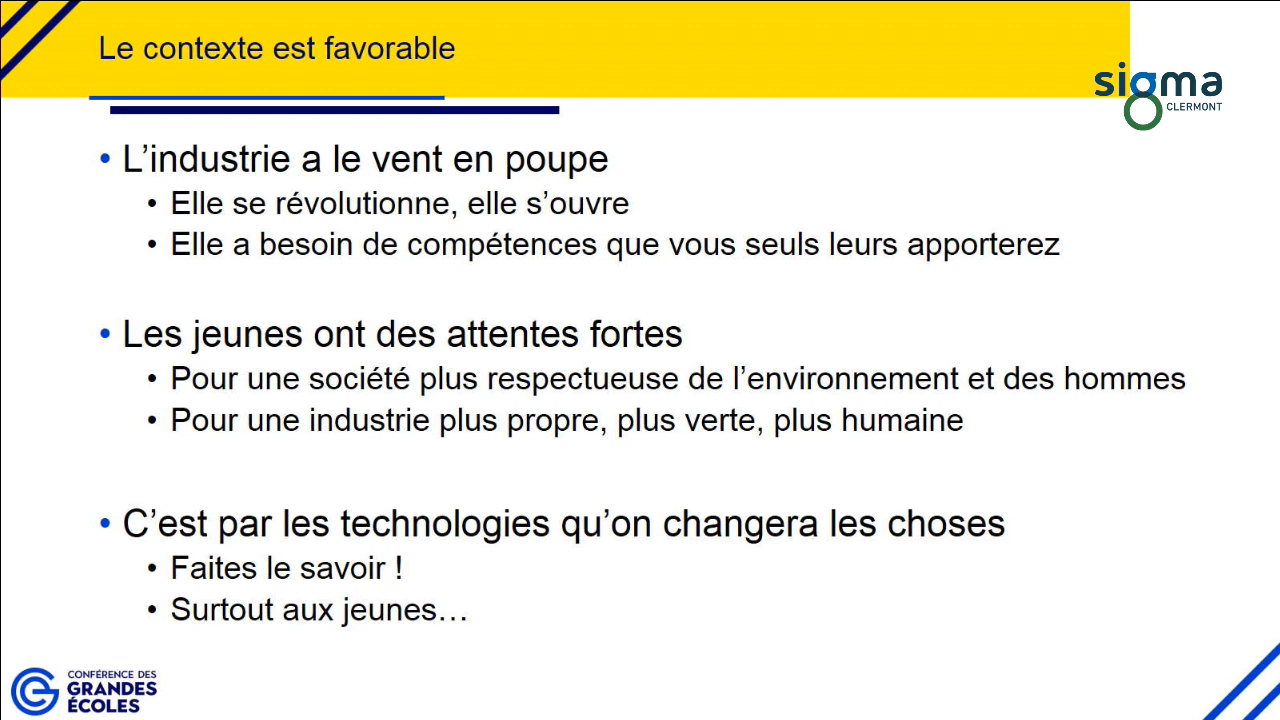 Le contexte est favorable
sigma
CLERMONT
• L’industrie a le vent en poupe
• Elle se révolutionne, elle s’ouvre
• Elle a besoin de compétences que vous seuls leurs apporterez
• Les jeunes ont des attentes fortes
• Pour une société plus respectueuse de l’environnement et des hommes
• Pour une industrie plus propre, plus verte, plus humaine
• C’est par les technologies qu’on changera les choses
• Faites le savoir !
• Surtout aux jeunes…
CONFÉRENCE DES
GRANDES
ÉCOLES